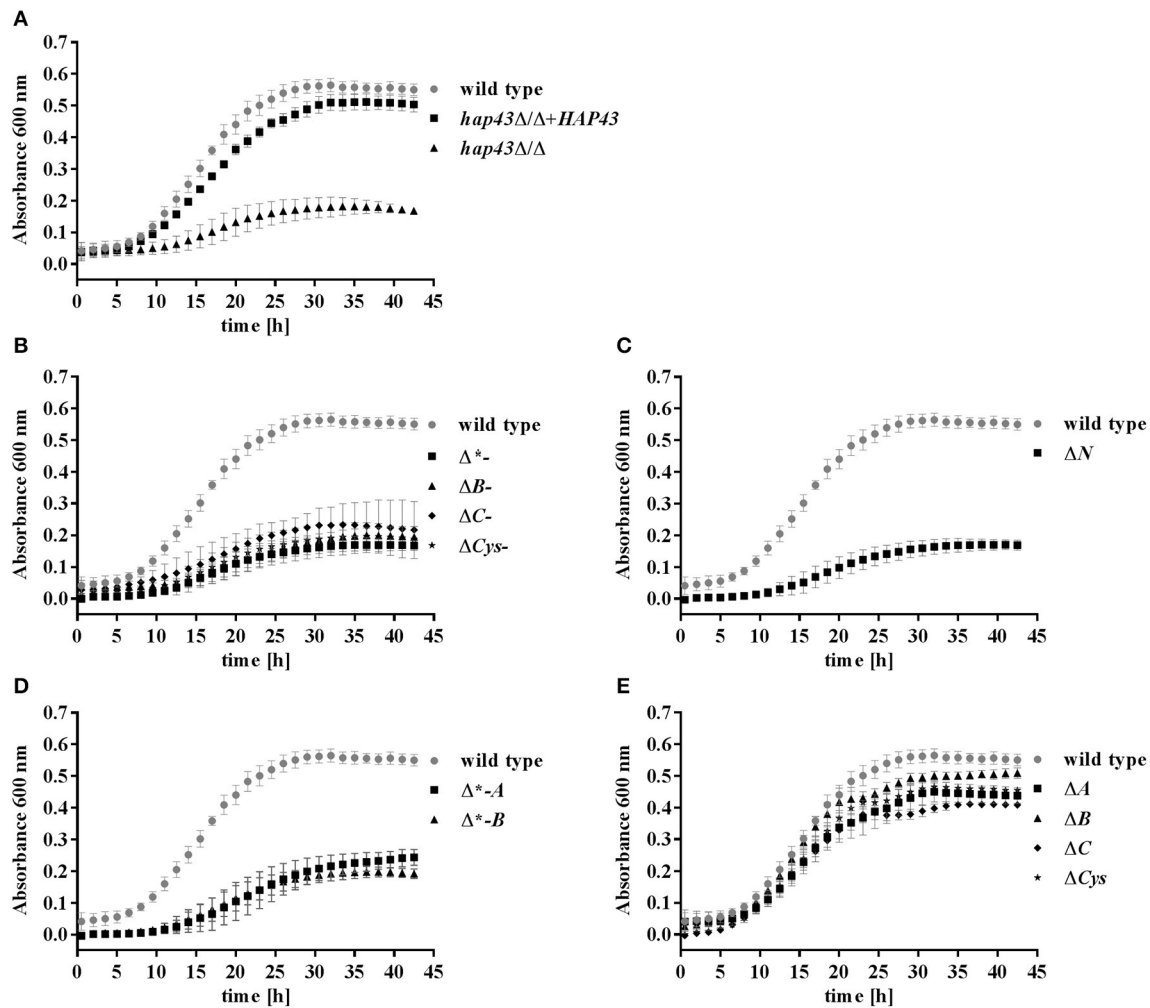 A
0.7
0.6
0.5
0.4
0.3
0.2
0.1
0.0
Absorbance 600 nm
0 5 10 15 20 25 30 35 40 45
time [h]
wild type
hap43Δ/Δ+HAP43
hap43Δ/Δ
B
0.7
0.6
0.5
0.4
0.3
0.2
0.1
0.0
Absorbance 600 nm
0 5 10 15 20 25 30 35 40 45
time [h]
wild type
Δ*-
ΔB-
ΔC-
ΔCys-
C
0.7
0.6
0.5
0.4
0.3
0.2
0.1
0.0
Absorbance 600 nm
0 5 10 15 20 25 30 35 40 45
time [h]
wild type
ΔN
D
0.7
0.6
0.5
0.4
0.3
0.2
0.1
0.0
Absorbance 600 nm
0 5 10 15 20 25 30 35 40 45
time [h]
wild type
Δ*-A
Δ*-B
E
0.7
0.6
0.5
0.4
0.3
0.2
0.1
0.0
Absorbance 600 nm
0 5 10 15 20 25 30 35 40 45
time [h]
wild type
ΔA
ΔB
ΔC
ΔCys